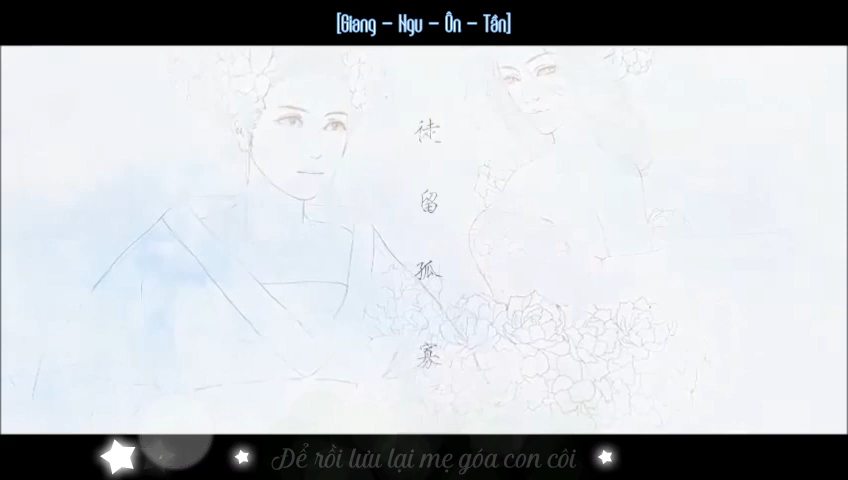 [Giang – Ngu – Ôn – Tần]
徒留孤寡
Để rồi lưu lại mẹ góa con côi